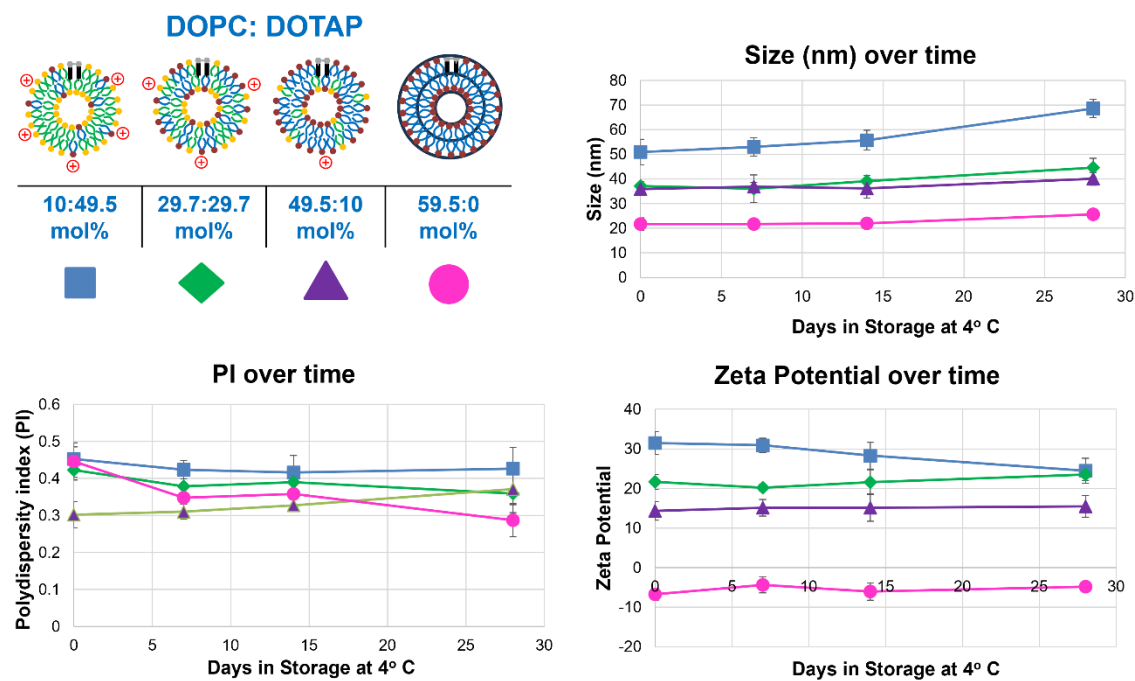 DOPC: DOTAP
10:49.5 mol%
29.7:29.7 mol%
49.5:10 mol%
59.5:0 mol%
Size (nm) over time
Size (nm)
80
70
60
50
40
30
20
10
0
0 5 10 15 20 25 30
Days in Storage at 4° C
PI over time
Polydispersity index (PI)
0.6
0.5
0.4
0.3
0.2
0.1
0
0 5 10 15 20 25 30
Days in Storage at 4° C
Zeta Potential over time
Zeta Potential
40
30
20
10
0
-10
-20
0 5 10 15 20 25 30
Days in Storage at 4° C